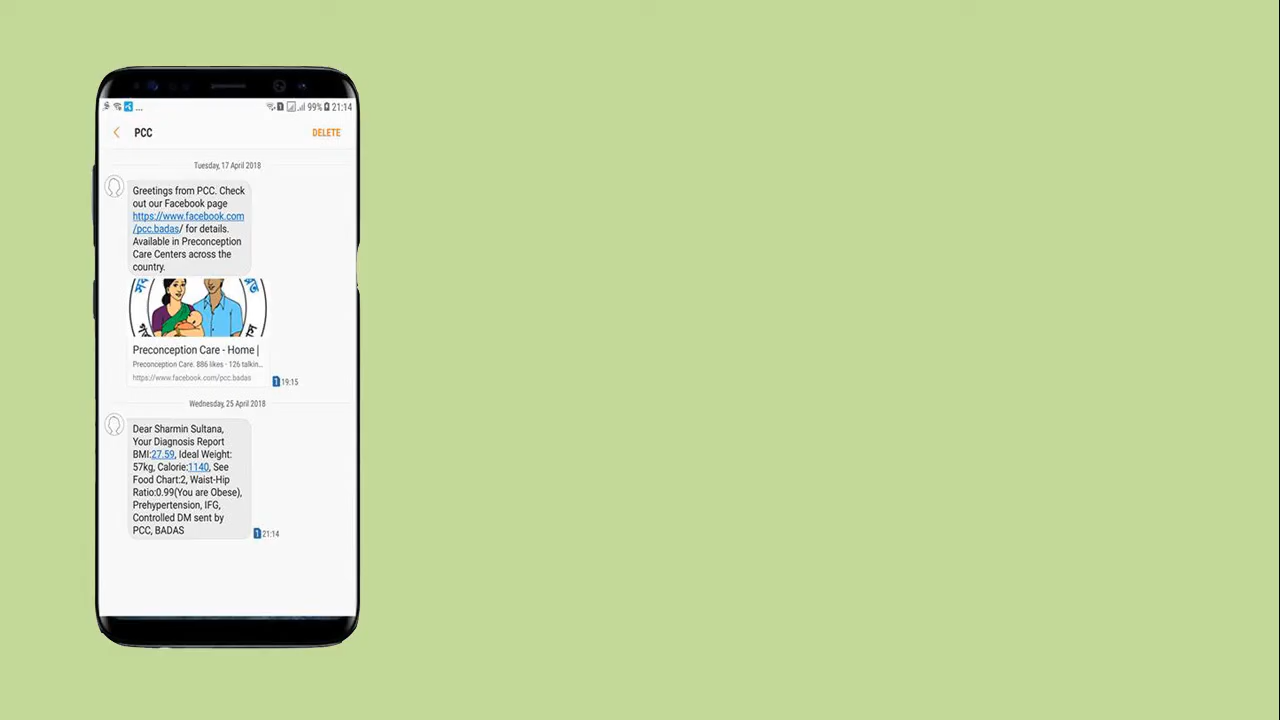 ... 99% 21:14
PCC
DELETE
Tuesday, 17 April 2018
Greetings from PCC. Check
out our Facebook page
https://www.facebook.com
/pcc.badas/ for details.
Available in Preconception
Care Centers across the
country.
Preconception Care - Home |
Preconception Care. 886 likes · 126 talkin...
https://www.facebook.com/pcc.badas
1 19:15
Wednesday, 25 April 2018
Dear Sharmin Sultana,
Your Diagnosis Report
BMI:27.59, Ideal Weight:
57kg, Calorie:1140, See
Food Chart:2, Waist-Hip
Ratio:0.99(You are Obese),
Prehypertension, IFG,
Controlled DM sent by
PCC, BADAS
1 21:14